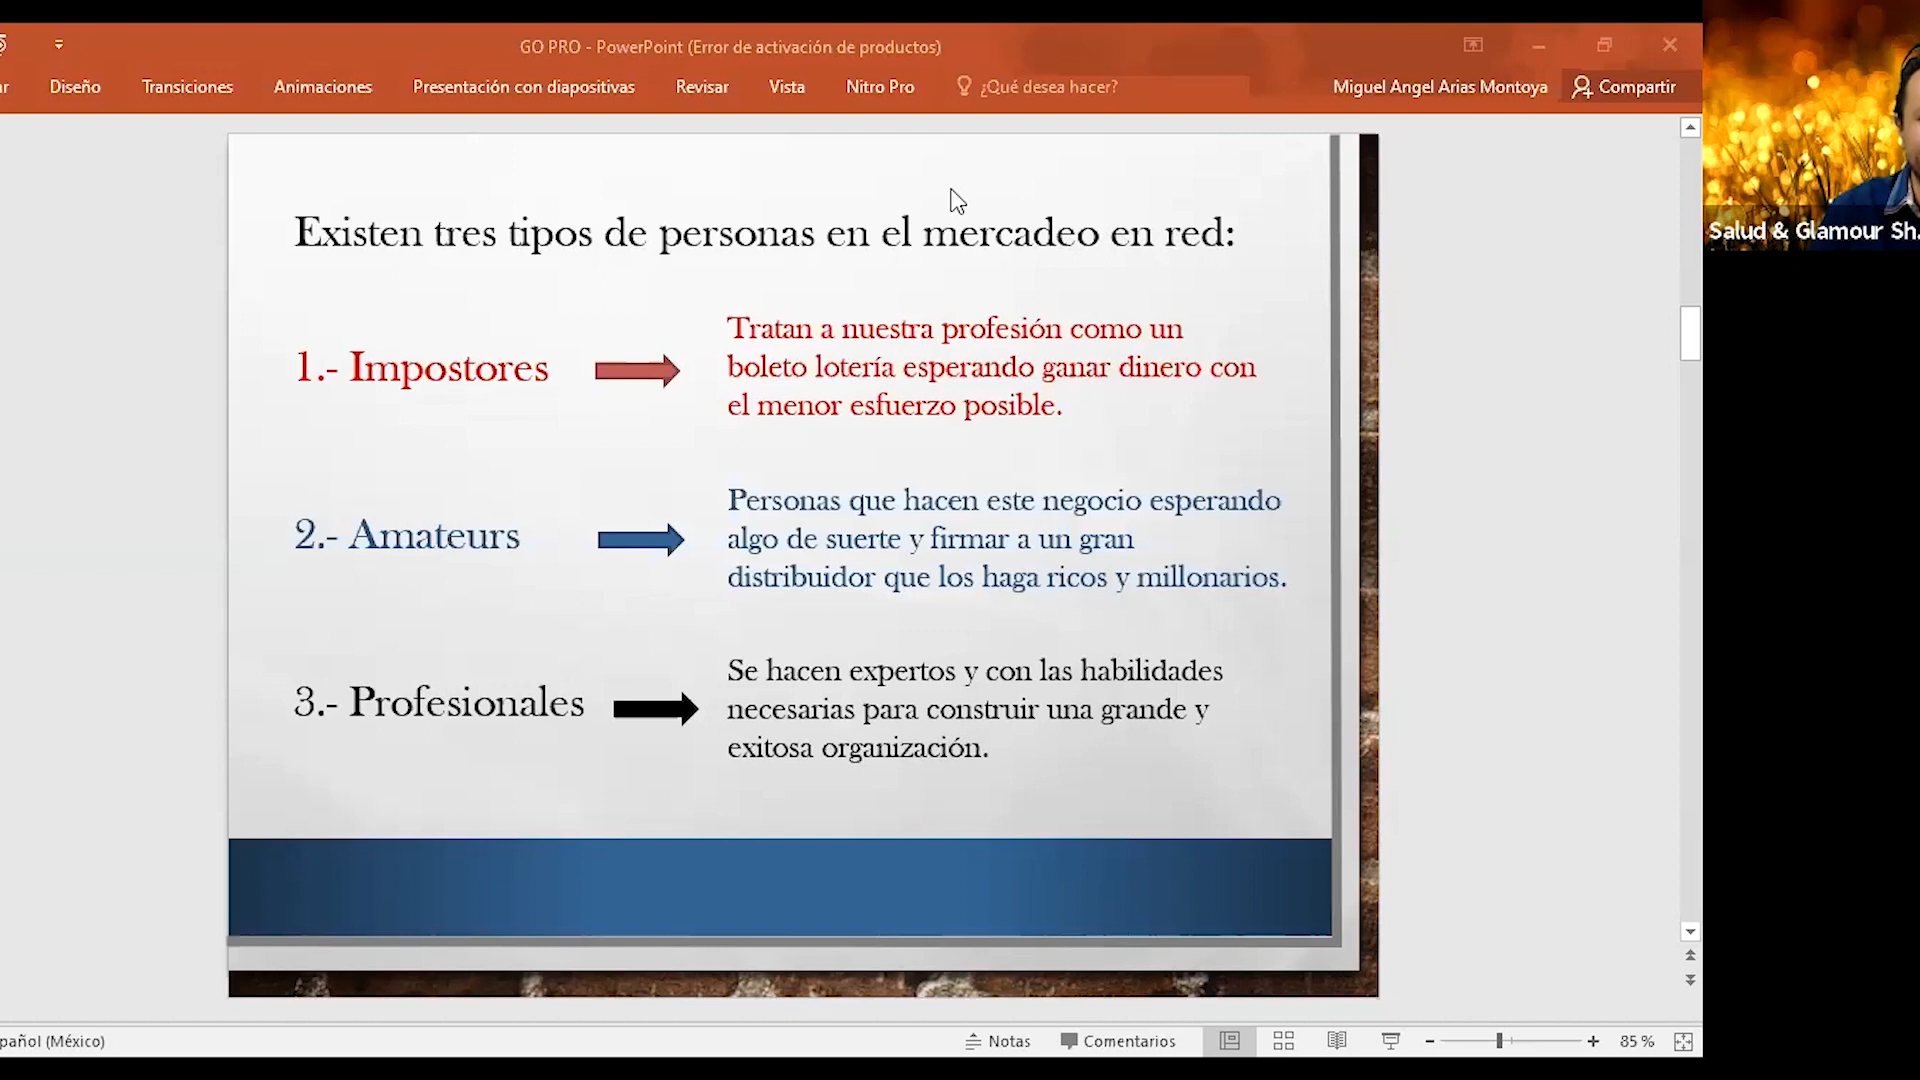 GO PRO - PowerPoint (Error de activación de productos)
Diseño Transiciones Animaciones Presentación con diapositivas Revisar Vista Nitro Pro ¿Qué desea hacer? Miguel Angel Arias Montoya Compartir
Salud & Glamour Sh.
Existen tres tipos de personas en el mercadeo en red:
1.- Impostores
Tratan a nuestra profesión como un
boleto lotería esperando ganar dinero con
el menor esfuerzo posible.
2.- Amateurs
Personas que hacen este negocio esperando
algo de suerte y firmar a un gran
distribuidor que los haga ricos y millonarios.
3.- Profesionales
Se hacen expertos y con las habilidades
necesarias para construir una grande y
exitosa organización.
pañol (México) Notas Comentarios 85 %